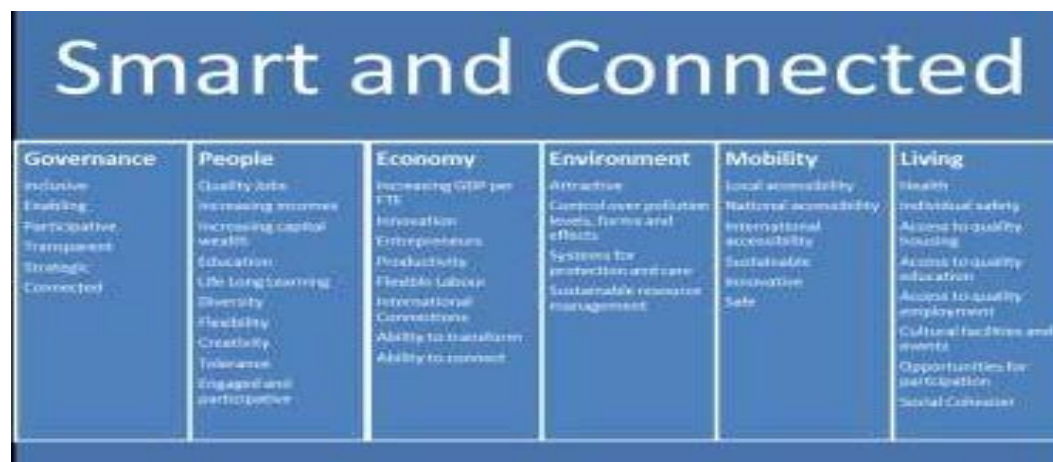 Smart and Connected
Governance
Inclusive
Enabling
Participative
Transparent
Strategic
Connected
People
Quality Jobs
Increasing incomes
Increasing capital
wealth
Education
Life Long Learning
Diversity
Flexibility
Creativity
Tolerance
Engaged and
participative
Economy
Increasing GDP per
FTE
Innovation
Entrepreneurs
Productivity
Flexible Labour
International
Connections
Ability to transform
Ability to connect
Environment
Attractive
Control over pollution
levels, forms and
effects
Systems for
protection and care
Sustainable resource
management
Mobility
Local accessibility
National accessibility
International
accessibility
Sustainable
Innovative
Safe
Living
Health
Individual safety
Access to quality
housing
Access to quality
education
Access to quality
employment
Cultural facilities and
events
Opportunities for
participation
Social Cohesion